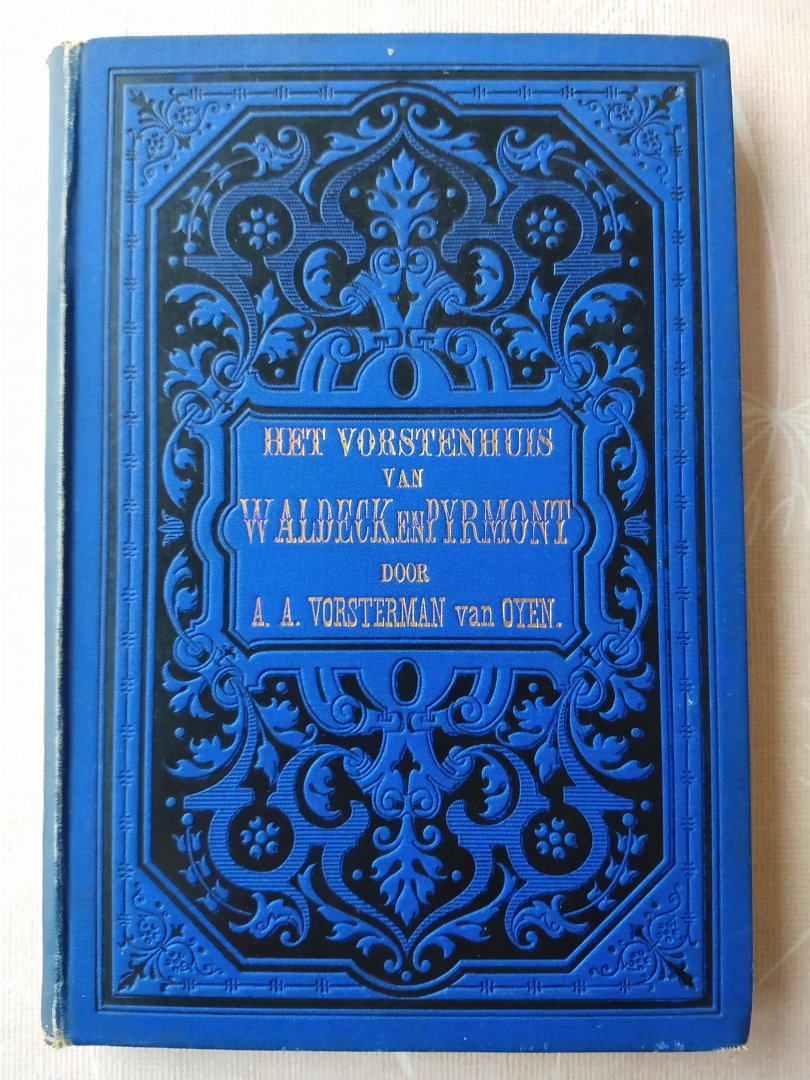 HET VORSTENHUIS
VAN
WALDECK EN PYRMONT
DOOR
A. A. VORSTERMAN van OYEN.